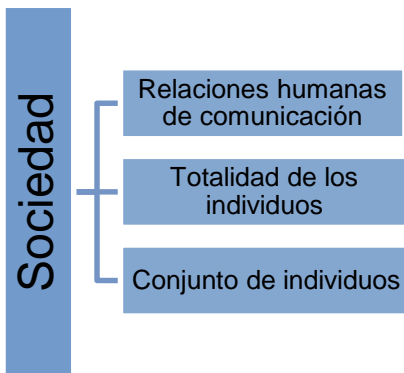 Sociedad
Relaciones humanas
de comunicación
Totalidad de los
individuos
Conjunto de individuos